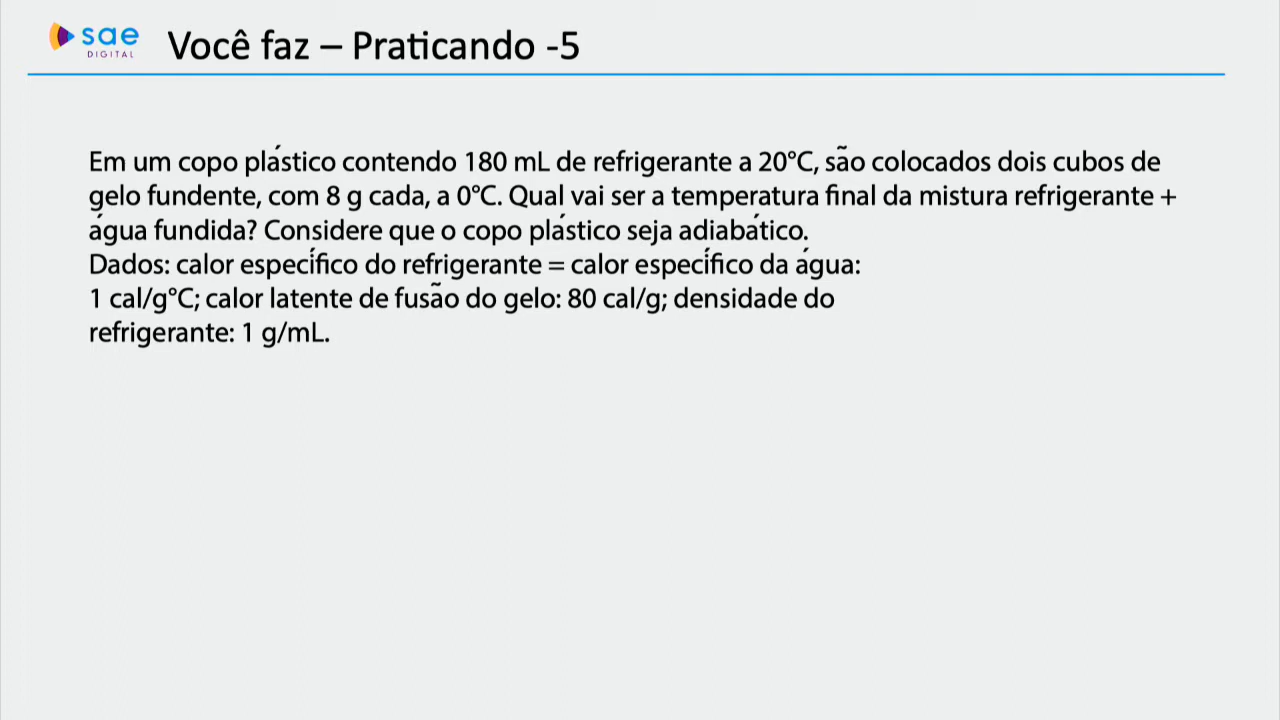 sae
DIGITAL
Você faz – Praticando -5
Em um copo plástico contendo 180 mL de refrigerante a 20°C, são colocados dois cubos de
gelo fundente, com 8 g cada, a 0°C. Qual vai ser a temperatura final da mistura refrigerante +
água fundida? Considere que o copo plástico seja adiabático.
Dados: calor específico do refrigerante = calor específico da água:
1 cal/g°C; calor latente de fusão do gelo: 80 cal/g; densidade do
refrigerante: 1 g/mL.